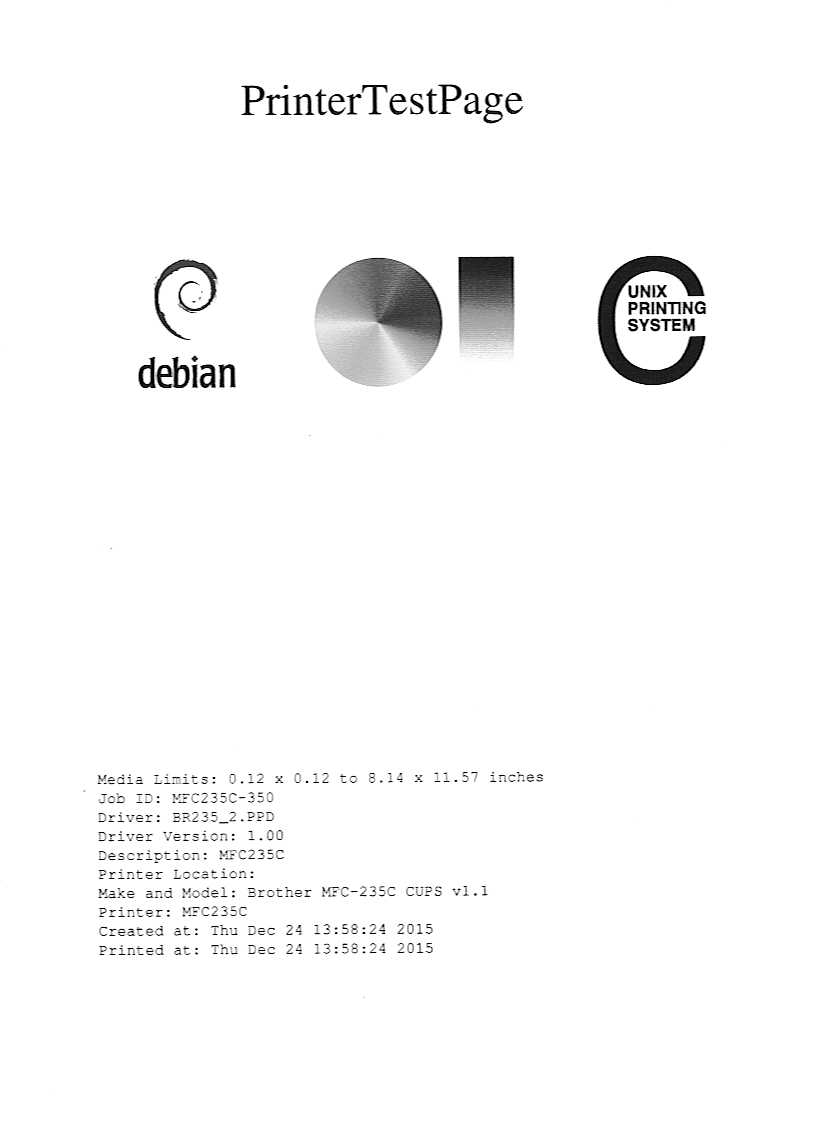 PrinterTestPage
debian
UNIX
PRINTING
SYSTEM
Media Limits: 0.12 x 0.12 to 8.14 x 11.57 inches
Job ID: MFC235C-350
Driver: BR235_2.PPD
Driver Version: 1.00
Description: MFC235C
Printer Location:
Make and Model: Brother MFC-235C CUPS v1.1
Printer: MFC235C
Created at: Thu Dec 24 13:58:24 2015
Printed at: Thu Dec 24 13:58:24 2015